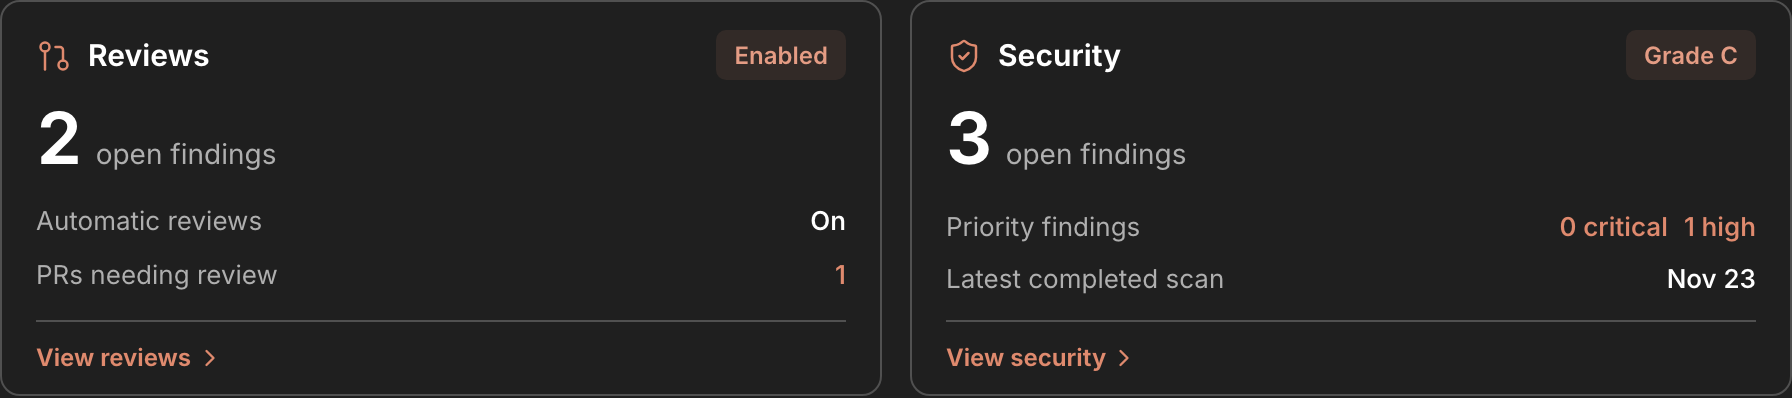 Reviews
Enabled
2 open findings
Automatic reviews On
PRs needing review 1
View reviews
Security
Grade C
3 open findings
Priority findings 0 critical 1 high
Latest completed scan Nov 23
View security